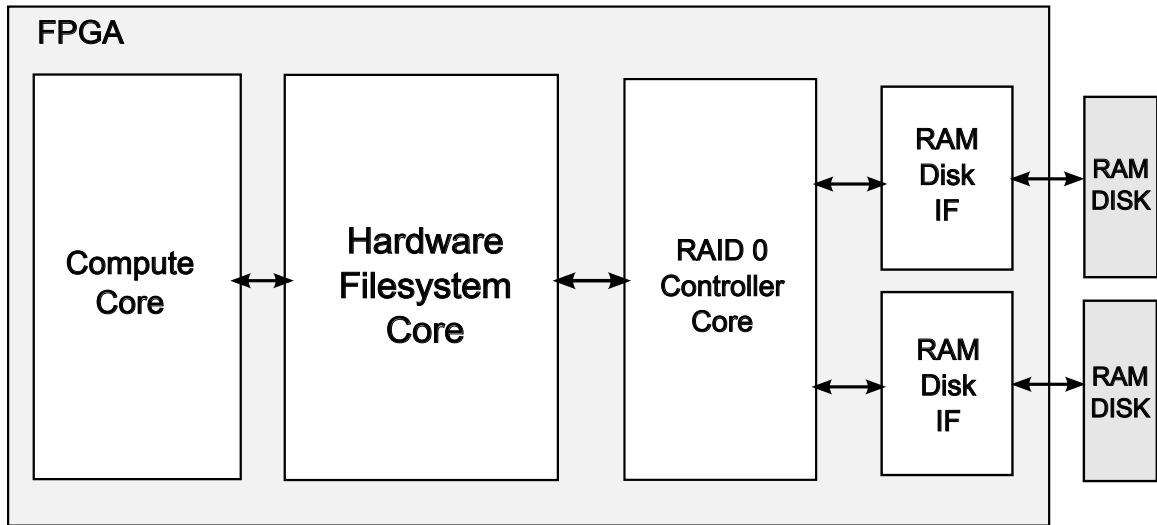 FPGA
Compute
Core
Hardware
Filesystem
Core
RAID 0
Controller
Core
RAM
Disk
IF
RAM
DISK
RAM
Disk
IF
RAM
DISK